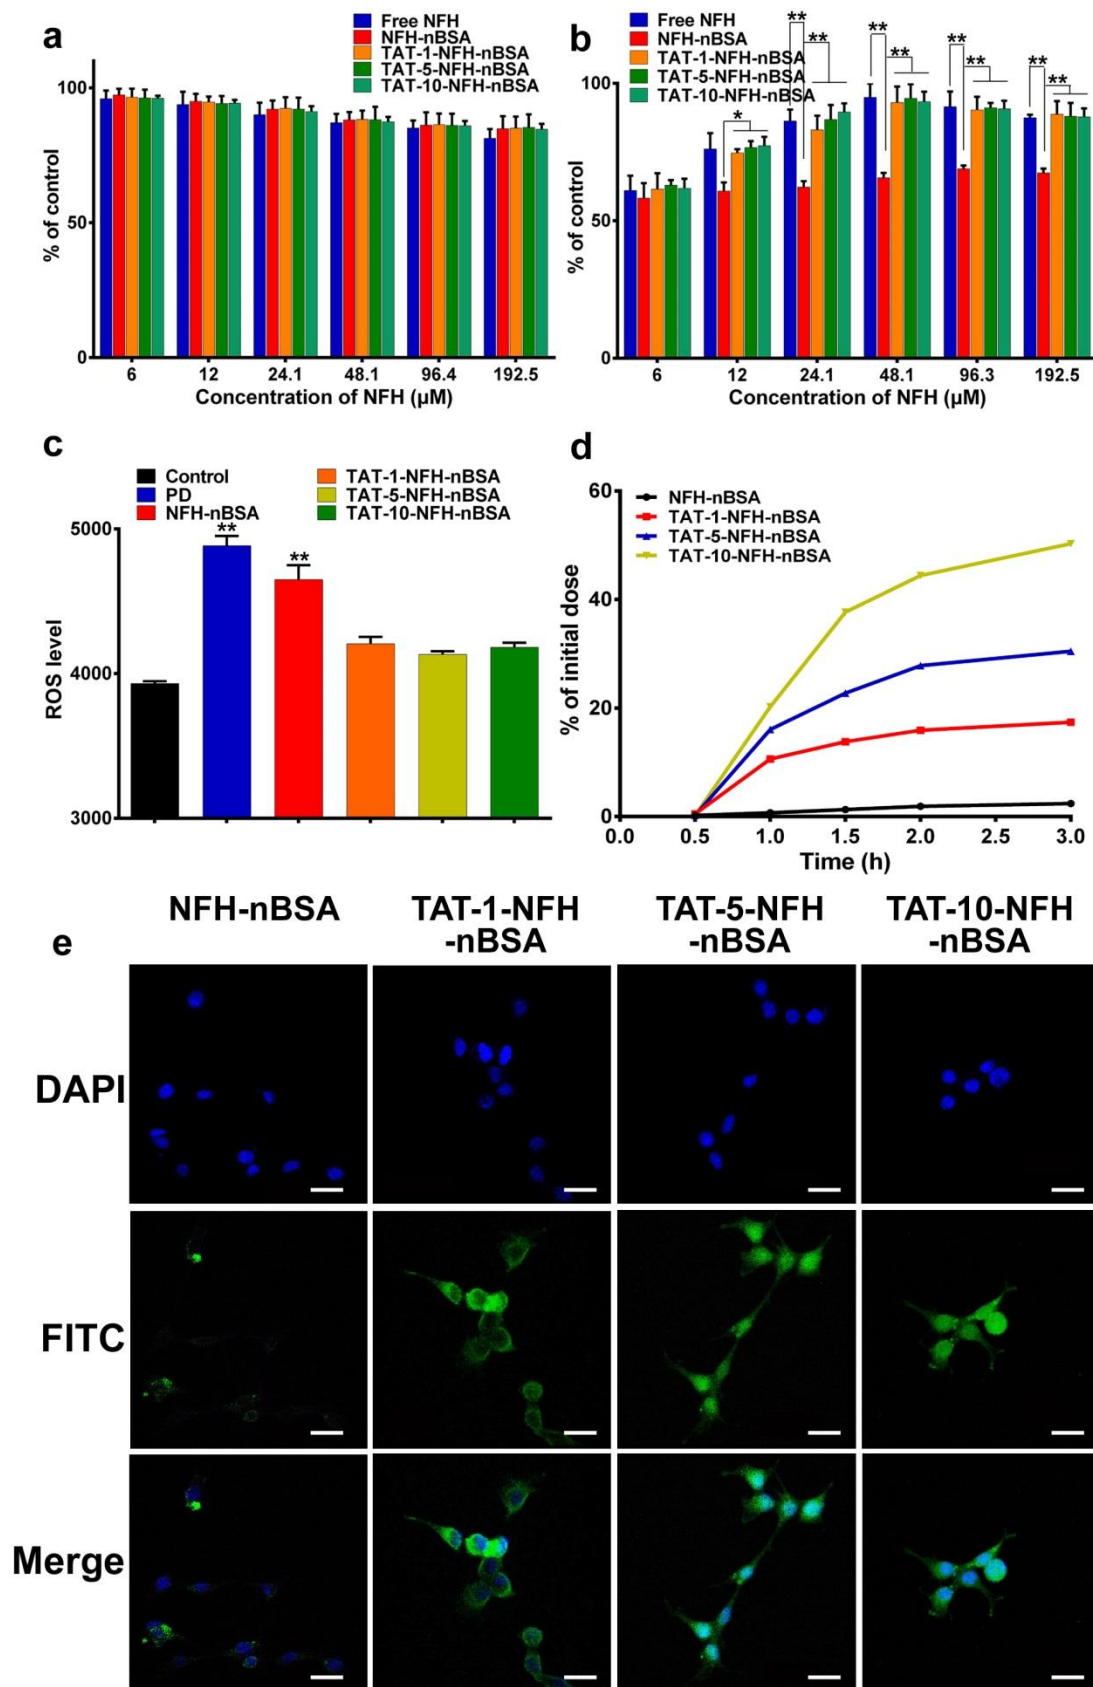 a
Free NFH
NFH-nBSA
TAT-1-NFH-nBSA
TAT-5-NFH-nBSA
TAT-10-NFH-nBSA
100
50
0
% of control
6 12 24.1 48.1 96.4 192.5
Concentration of NFH (µM)
b
Free NFH
NFH-nBSA
TAT-1-NFH-nBSA
TAT-5-NFH-nBSA
TAT-10-NFH-nBSA
** ** ** **
** ** ** **
*
100
50
0
% of control
6 12 24.1 48.1 96.3 192.5
Concentration of NFH (µM)
c
Control
PD
NFH-nBSA
TAT-1-NFH-nBSA
TAT-5-NFH-nBSA
TAT-10-NFH-nBSA
** **
5000
4000
3000
ROS level
d
NFH-nBSA
TAT-1-NFH-nBSA
TAT-5-NFH-nBSA
TAT-10-NFH-nBSA
60
40
20
0
% of initial dose
0.0 0.5 1.0 1.5 2.0 2.5 3.0
Time (h)
e
NFH-nBSA
TAT-1-NFH
-nBSA
TAT-5-NFH
-nBSA
TAT-10-NFH
-nBSA
DAPI
FITC
Merge